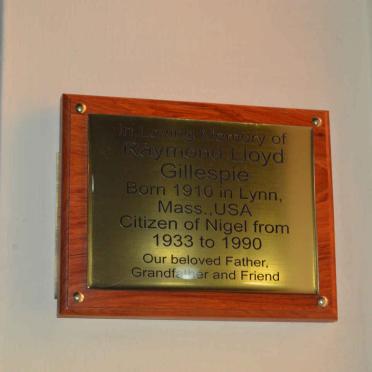 In Loving Memory of
Raymond Lloyd
Gillespie
Born 1910 in Lynn,
Mass.,USA
Citizen of Nigel from
1933 to 1990
Our beloved Father,
Grandfather and Friend